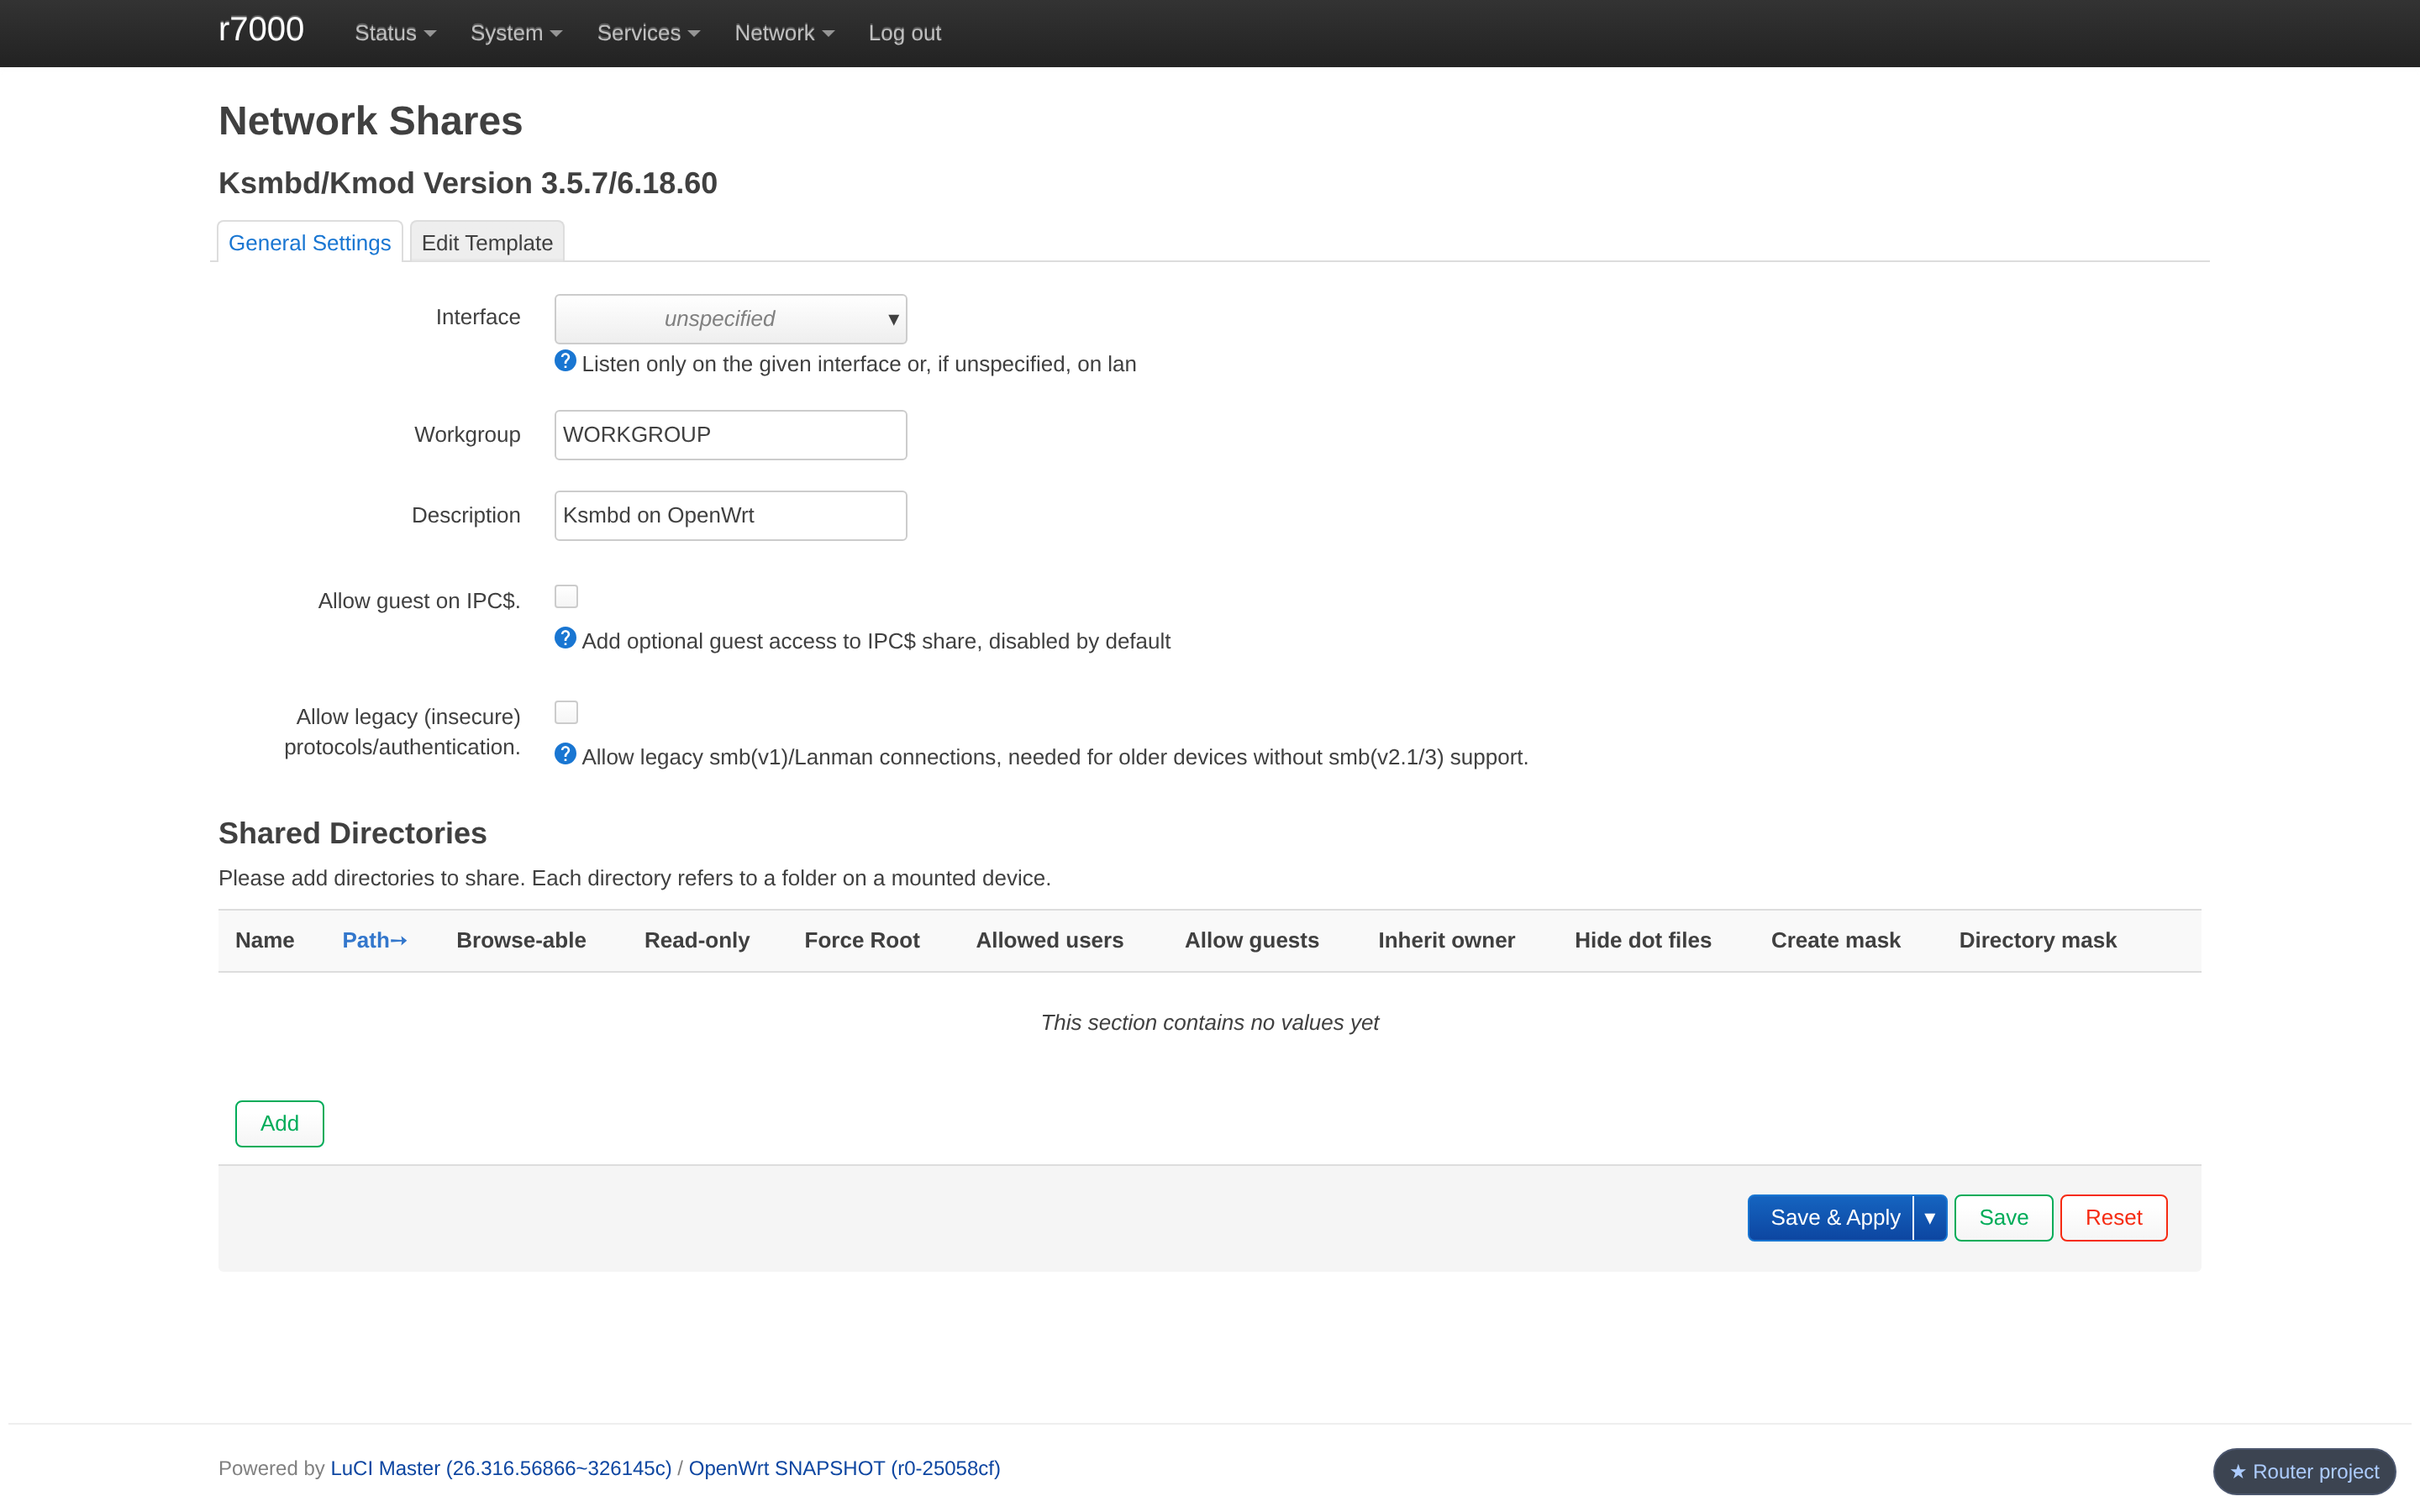 r7000 Status System Services Network Log out
Network Shares
Ksmbd/Kmod Version 3.5.7/6.18.60
General Settings Edit Template
Interface unspecified ▾
Listen only on the given interface or, if unspecified, on lan
Workgroup WORKGROUP
Description Ksmbd on OpenWrt
Allow guest on IPC$.
Add optional guest access to IPC$ share, disabled by default
Allow legacy (insecure)
protocols/authentication.
Allow legacy smb(v1)/Lanman connections, needed for older devices without smb(v2.1/3) support.
Shared Directories
Please add directories to share. Each directory refers to a folder on a mounted device.
Name Path→ Browse-able Read-only Force Root Allowed users Allow guests Inherit owner Hide dot files Create mask Directory mask
This section contains no values yet
Add
Save & Apply ▾ Save Reset
Powered by LuCI Master (26.316.56866~326145c) / OpenWrt SNAPSHOT (r0-25058cf)
★ Router project